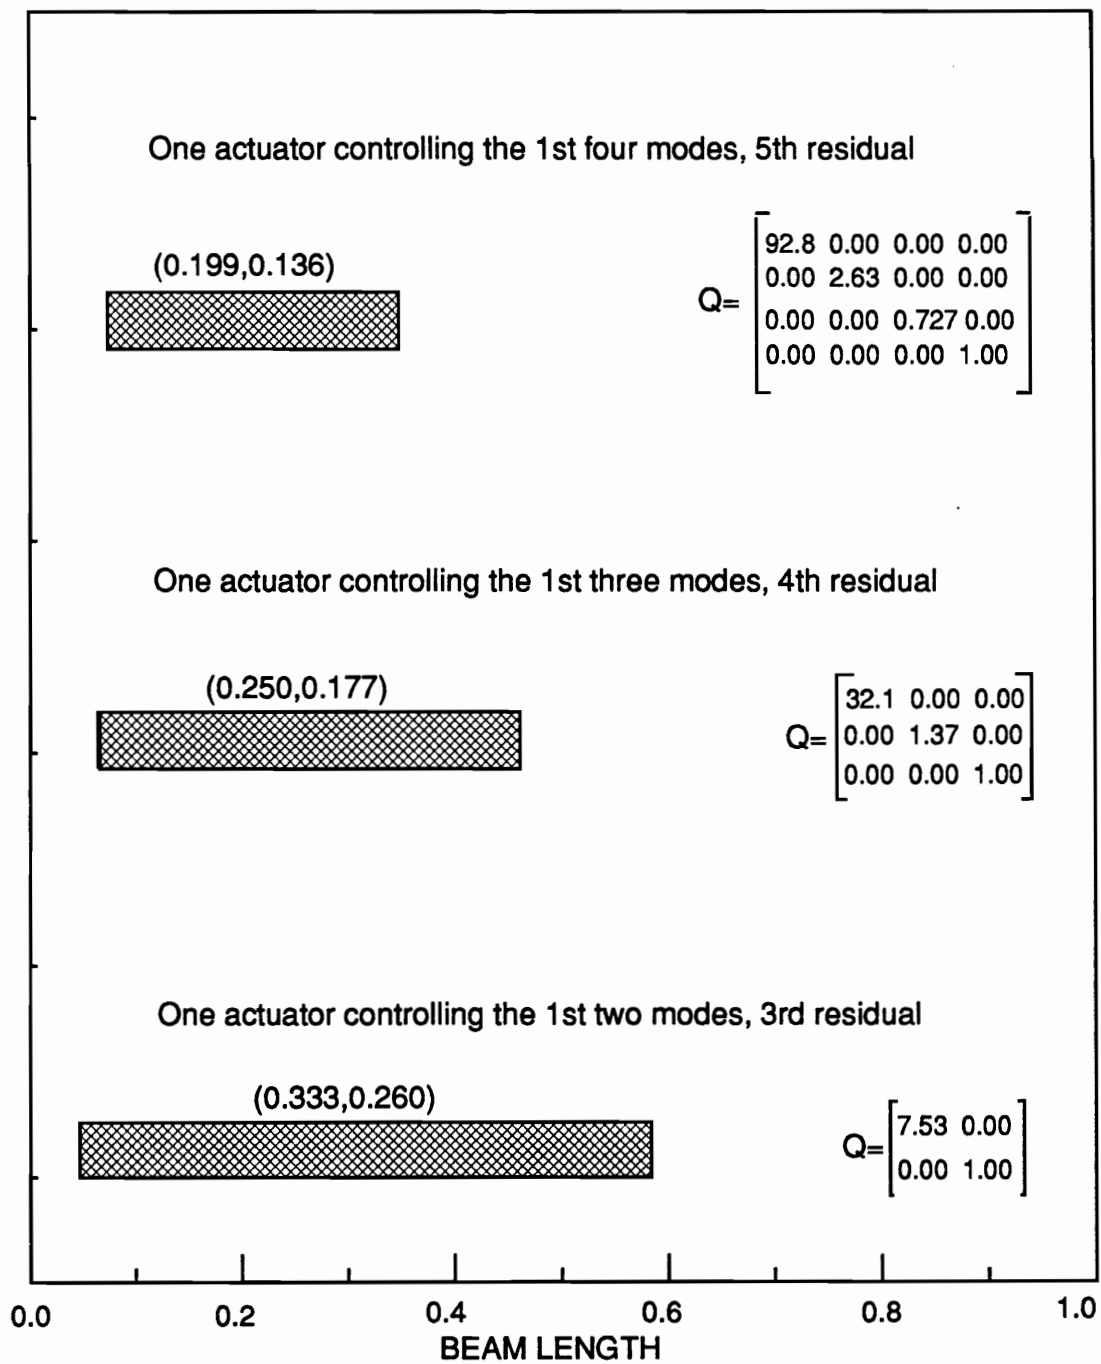 One actuator controlling the 1st four modes, 5th residual
(0.199,0.136)
Q=
92.8 0.00 0.00 0.00
0.00 2.63 0.00 0.00
0.00 0.00 0.727 0.00
0.00 0.00 0.00 1.00
One actuator controlling the 1st three modes, 4th residual
(0.250,0.177)
Q=
32.1 0.00 0.00
0.00 1.37 0.00
0.00 0.00 1.00
One actuator controlling the 1st two modes, 3rd residual
(0.333,0.260)
Q=
7.53 0.00
0.00 1.00
0.0 0.2 0.4 0.6 0.8 1.0
BEAM LENGTH